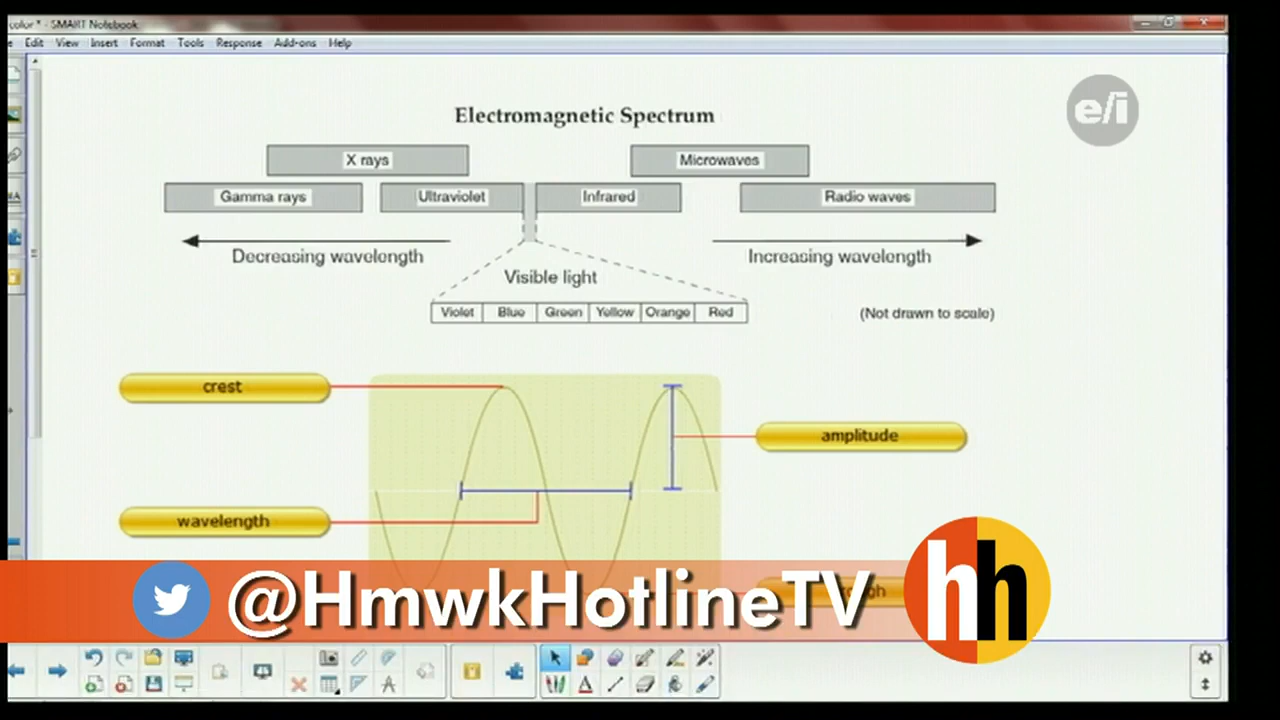 color * - SMART Notebook
Edit View Insert Format Tools Response Add-ons Help
e/i
Electromagnetic Spectrum
X rays Microwaves
Gamma rays Ultraviolet Infrared Radio waves
Decreasing wavelength Increasing wavelength
Visible light
Violet Blue Green Yellow Orange Red
(Not drawn to scale)
crest
amplitude
wavelength
@HmwkHotlineTV
hh